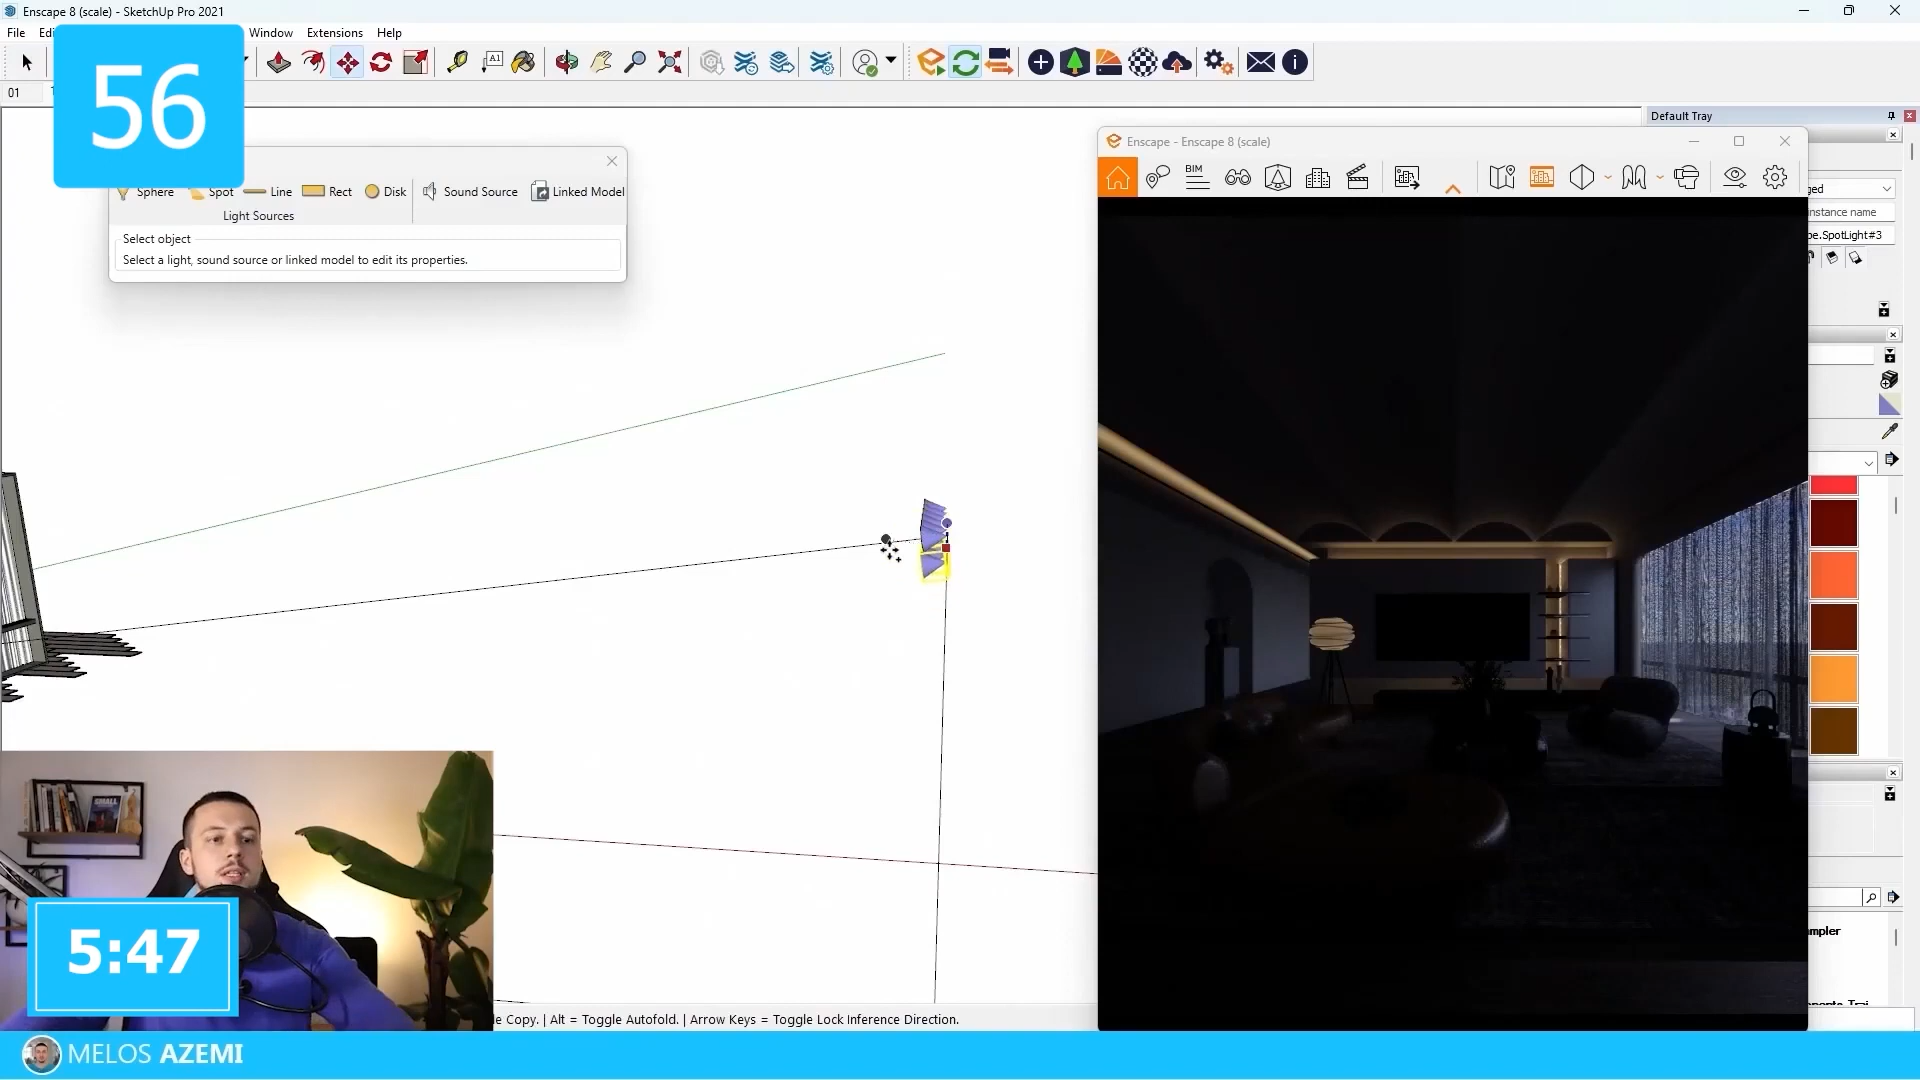 Enscape 8 (scale) - SketchUp Pro 2021
File
Window
Extensions
Help
56
A1
01
Default Tray
Enscape - Enscape 8 (scale)
BIM
Sphere
Spot
Line
Rect
Disk
Sound Source
Linked Model
Light Sources
Select object
Select a light, sound source or linked model to edit its properties.
instance name
SpotLight#3
SMALL
5:47
Copy. | Alt = Toggle Autofold. | Arrow Keys = Toggle Lock Inference Direction.
MELOS AZEMI